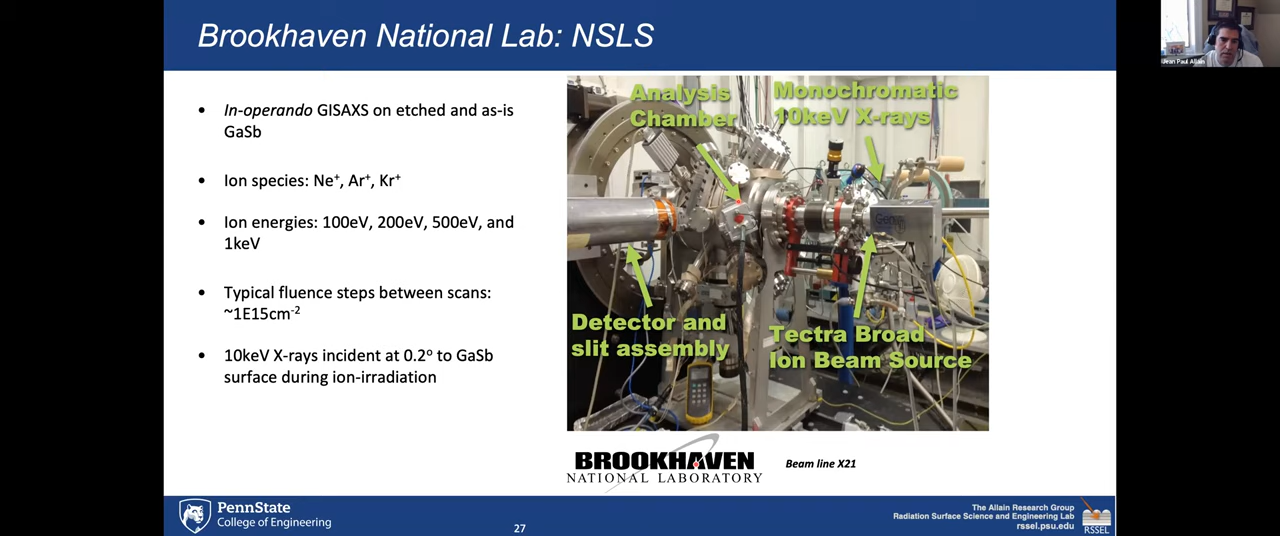 Brookhaven National Lab: NSLS
Jean Paul Allain
• In-operando GISAXS on etched and as-is
GaSb
• Ion species: Ne⁺, Ar⁺, Kr⁺
• Ion energies: 100eV, 200eV, 500eV, and
1keV
• Typical fluence steps between scans:
~1E15cm⁻²
• 10keV X-rays incident at 0.2º to GaSb
surface during ion-irradiation
Analysis
Chamber
Monochromatic
10keV X-rays
Detector and
slit assembly
Tectra Broad
Ion Beam Source
BROOKHAVEN
NATIONAL LABORATORY
Beam line X21
PennState
College of Engineering
27
The Allain Research Group
Radiation Surface Science and Engineering Lab
rssel.psu.edu
RSSEL